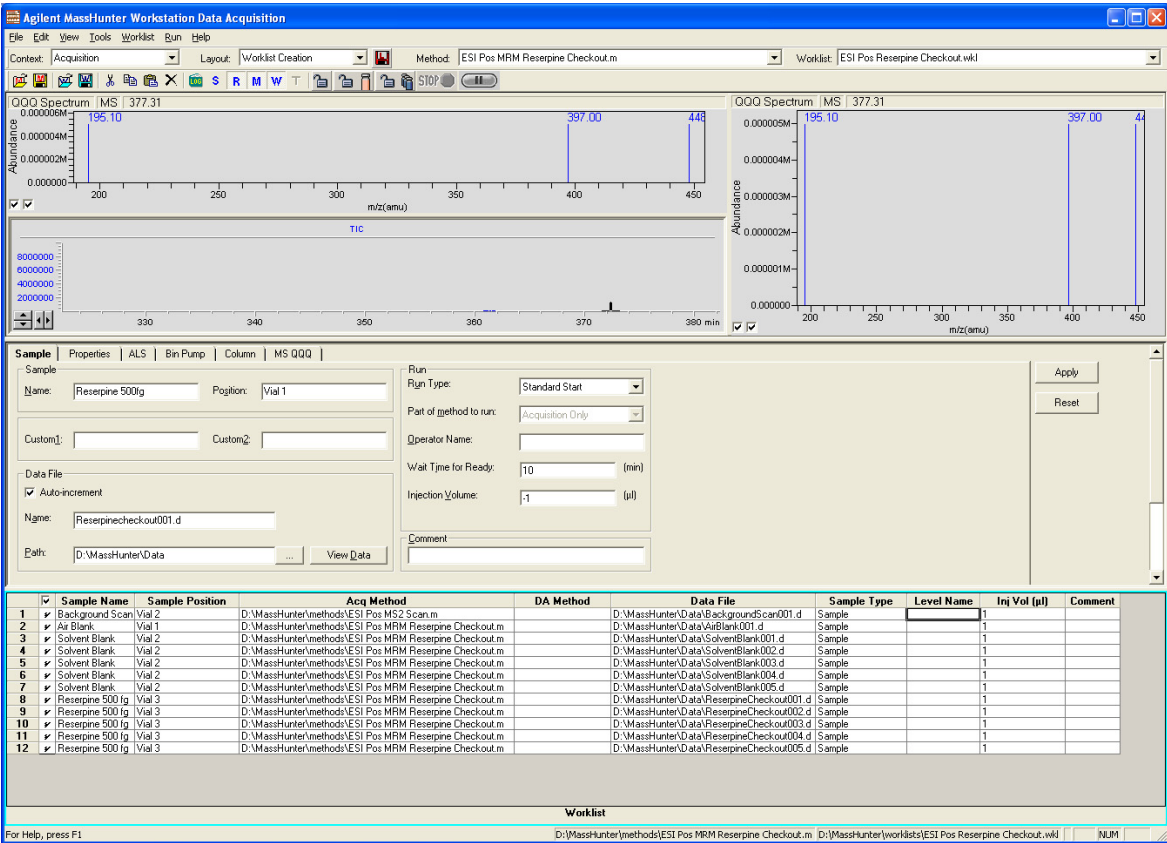 Agilent MassHunter Workstation Data Acquisition
File Edit View Tools Worklist Run Help
Context: Acquisition Layout: Worklist Creation Method: ESI Pos MRM Reserpine Checkout.m Worklist: ESI Pos Reserpine Checkout.wkl
LOG S R M W T STOP
QQQ Spectrum MS 377.31
0.000006M
0.000004M
0.000002M
0.000000
Abundance
195.10 397.00 448
200 250 300 350 400 450
m/z(amu)
TIC
8000000
6000000
4000000
2000000
330 340 350 360 370 380 min
QQQ Spectrum MS 377.31
0.000005M
0.000004M
0.000003M
0.000002M
0.000001M
0.000000
Abundance
195.10 397.00 44
200 250 300 350 400 450
m/z(amu)
Sample Properties ALS Bin Pump Column MS QQQ
Sample
Name: Reserpine 500fg Position: Vial 1
Custom1: Custom2:
Data File
Auto-increment
Name: Reserpinecheckout001.d
Path: D:\MassHunter\Data ... View Data
Run
Run Type: Standard Start
Part of method to run: Acquisition Only
Operator Name:
Wait Time for Ready: 10 (min)
Injection Volume: -1 (µl)
Comment
Apply
Reset
Sample Name Sample Position Acq Method DA Method Data File Sample Type Level Name Inj Vol (µl) Comment
1 Background Scan Vial 2 D:\MassHunter\methods\ESI Pos MS2 Scan.m D:\MassHunter\Data\BackgroundScan001.d Sample 1
2 Air Blank Vial 1 D:\MassHunter\methods\ESI Pos MRM Reserpine Checkout.m D:\MassHunter\Data\AirBlank001.d Sample 1
3 Solvent Blank Vial 2 D:\MassHunter\methods\ESI Pos MRM Reserpine Checkout.m D:\MassHunter\Data\SolventBlank001.d Sample 1
4 Solvent Blank Vial 2 D:\MassHunter\methods\ESI Pos MRM Reserpine Checkout.m D:\MassHunter\Data\SolventBlank002.d Sample 1
5 Solvent Blank Vial 2 D:\MassHunter\methods\ESI Pos MRM Reserpine Checkout.m D:\MassHunter\Data\SolventBlank003.d Sample 1
6 Solvent Blank Vial 2 D:\MassHunter\methods\ESI Pos MRM Reserpine Checkout.m D:\MassHunter\Data\SolventBlank004.d Sample 1
7 Solvent Blank Vial 2 D:\MassHunter\methods\ESI Pos MRM Reserpine Checkout.m D:\MassHunter\Data\SolventBlank005.d Sample 1
8 Reserpine 500 fg Vial 3 D:\MassHunter\methods\ESI Pos MRM Reserpine Checkout.m D:\MassHunter\Data\ReserpineCheckout001.d Sample 1
9 Reserpine 500 fg Vial 3 D:\MassHunter\methods\ESI Pos MRM Reserpine Checkout.m D:\MassHunter\Data\ReserpineCheckout002.d Sample 1
10 Reserpine 500 fg Vial 3 D:\MassHunter\methods\ESI Pos MRM Reserpine Checkout.m D:\MassHunter\Data\ReserpineCheckout003.d Sample 1
11 Reserpine 500 fg Vial 3 D:\MassHunter\methods\ESI Pos MRM Reserpine Checkout.m D:\MassHunter\Data\ReserpineCheckout004.d Sample 1
12 Reserpine 500 fg Vial 3 D:\MassHunter\methods\ESI Pos MRM Reserpine Checkout.m D:\MassHunter\Data\ReserpineCheckout005.d Sample 1
Worklist
For Help, press F1 D:\MassHunter\methods\ESI Pos MRM Reserpine Checkout.m D:\MassHunter\worklists\ESI Pos Reserpine Checkout.wkl NUM